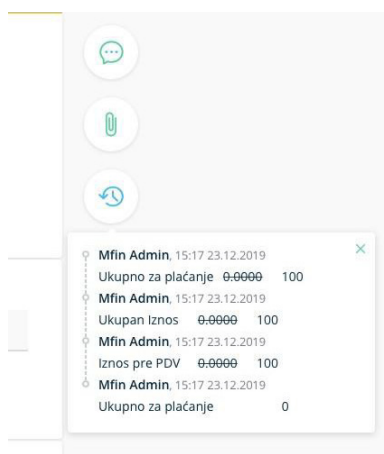 Mfin Admin, 15:17 23.12.2019
Ukupno za plaćanje 0.0000 100
Mfin Admin, 15:17 23.12.2019
Ukupan Iznos 0.0000 100
Mfin Admin, 15:17 23.12.2019
Iznos pre PDV 0.0000 100
Mfin Admin, 15:17 23.12.2019
Ukupno za plaćanje 0